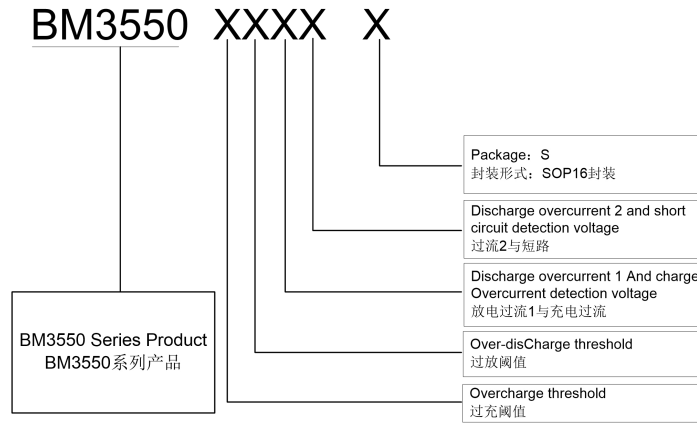 BM3550 XXXX X
Package：S
封装形式：SOP16封装
Discharge overcurrent 2 and short
circuit detection voltage
过流2与短路
Discharge overcurrent 1 And charge
Overcurrent detection voltage
放电过流1与充电过流
BM3550 Series Product
BM3550系列产品
Over-disCharge threshold
过放阈值
Overcharge threshold
过充阈值